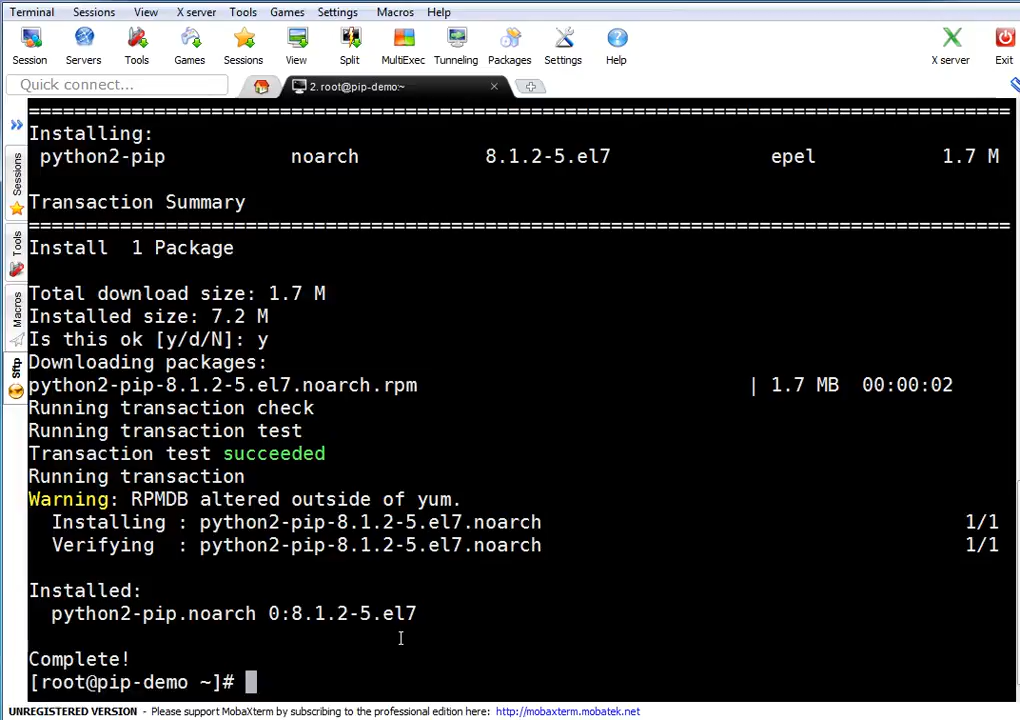 Terminal Sessions View X server Tools Games Settings Macros Help
Session Servers Tools Games Sessions View Split MultiExec Tunneling Packages Settings Help X server Exit
Quick connect... 2. root@pip-demo:~
Sessions
Tools
Macros
Sftp
================================================================================
Installing:
python2-pip noarch 8.1.2-5.el7 epel 1.7 M
Transaction Summary
================================================================================
Install 1 Package
Total download size: 1.7 M
Installed size: 7.2 M
Is this ok [y/d/N]: y
Downloading packages:
python2-pip-8.1.2-5.el7.noarch.rpm | 1.7 MB 00:00:02
Running transaction check
Running transaction test
Transaction test succeeded
Running transaction
Warning: RPMDB altered outside of yum.
Installing : python2-pip-8.1.2-5.el7.noarch 1/1
Verifying : python2-pip-8.1.2-5.el7.noarch 1/1
Installed:
python2-pip.noarch 0:8.1.2-5.el7
Complete!
[root@pip-demo ~]#
UNREGISTERED VERSION - Please support MobaXterm by subscribing to the professional edition here: http://mobaxterm.mobatek.net